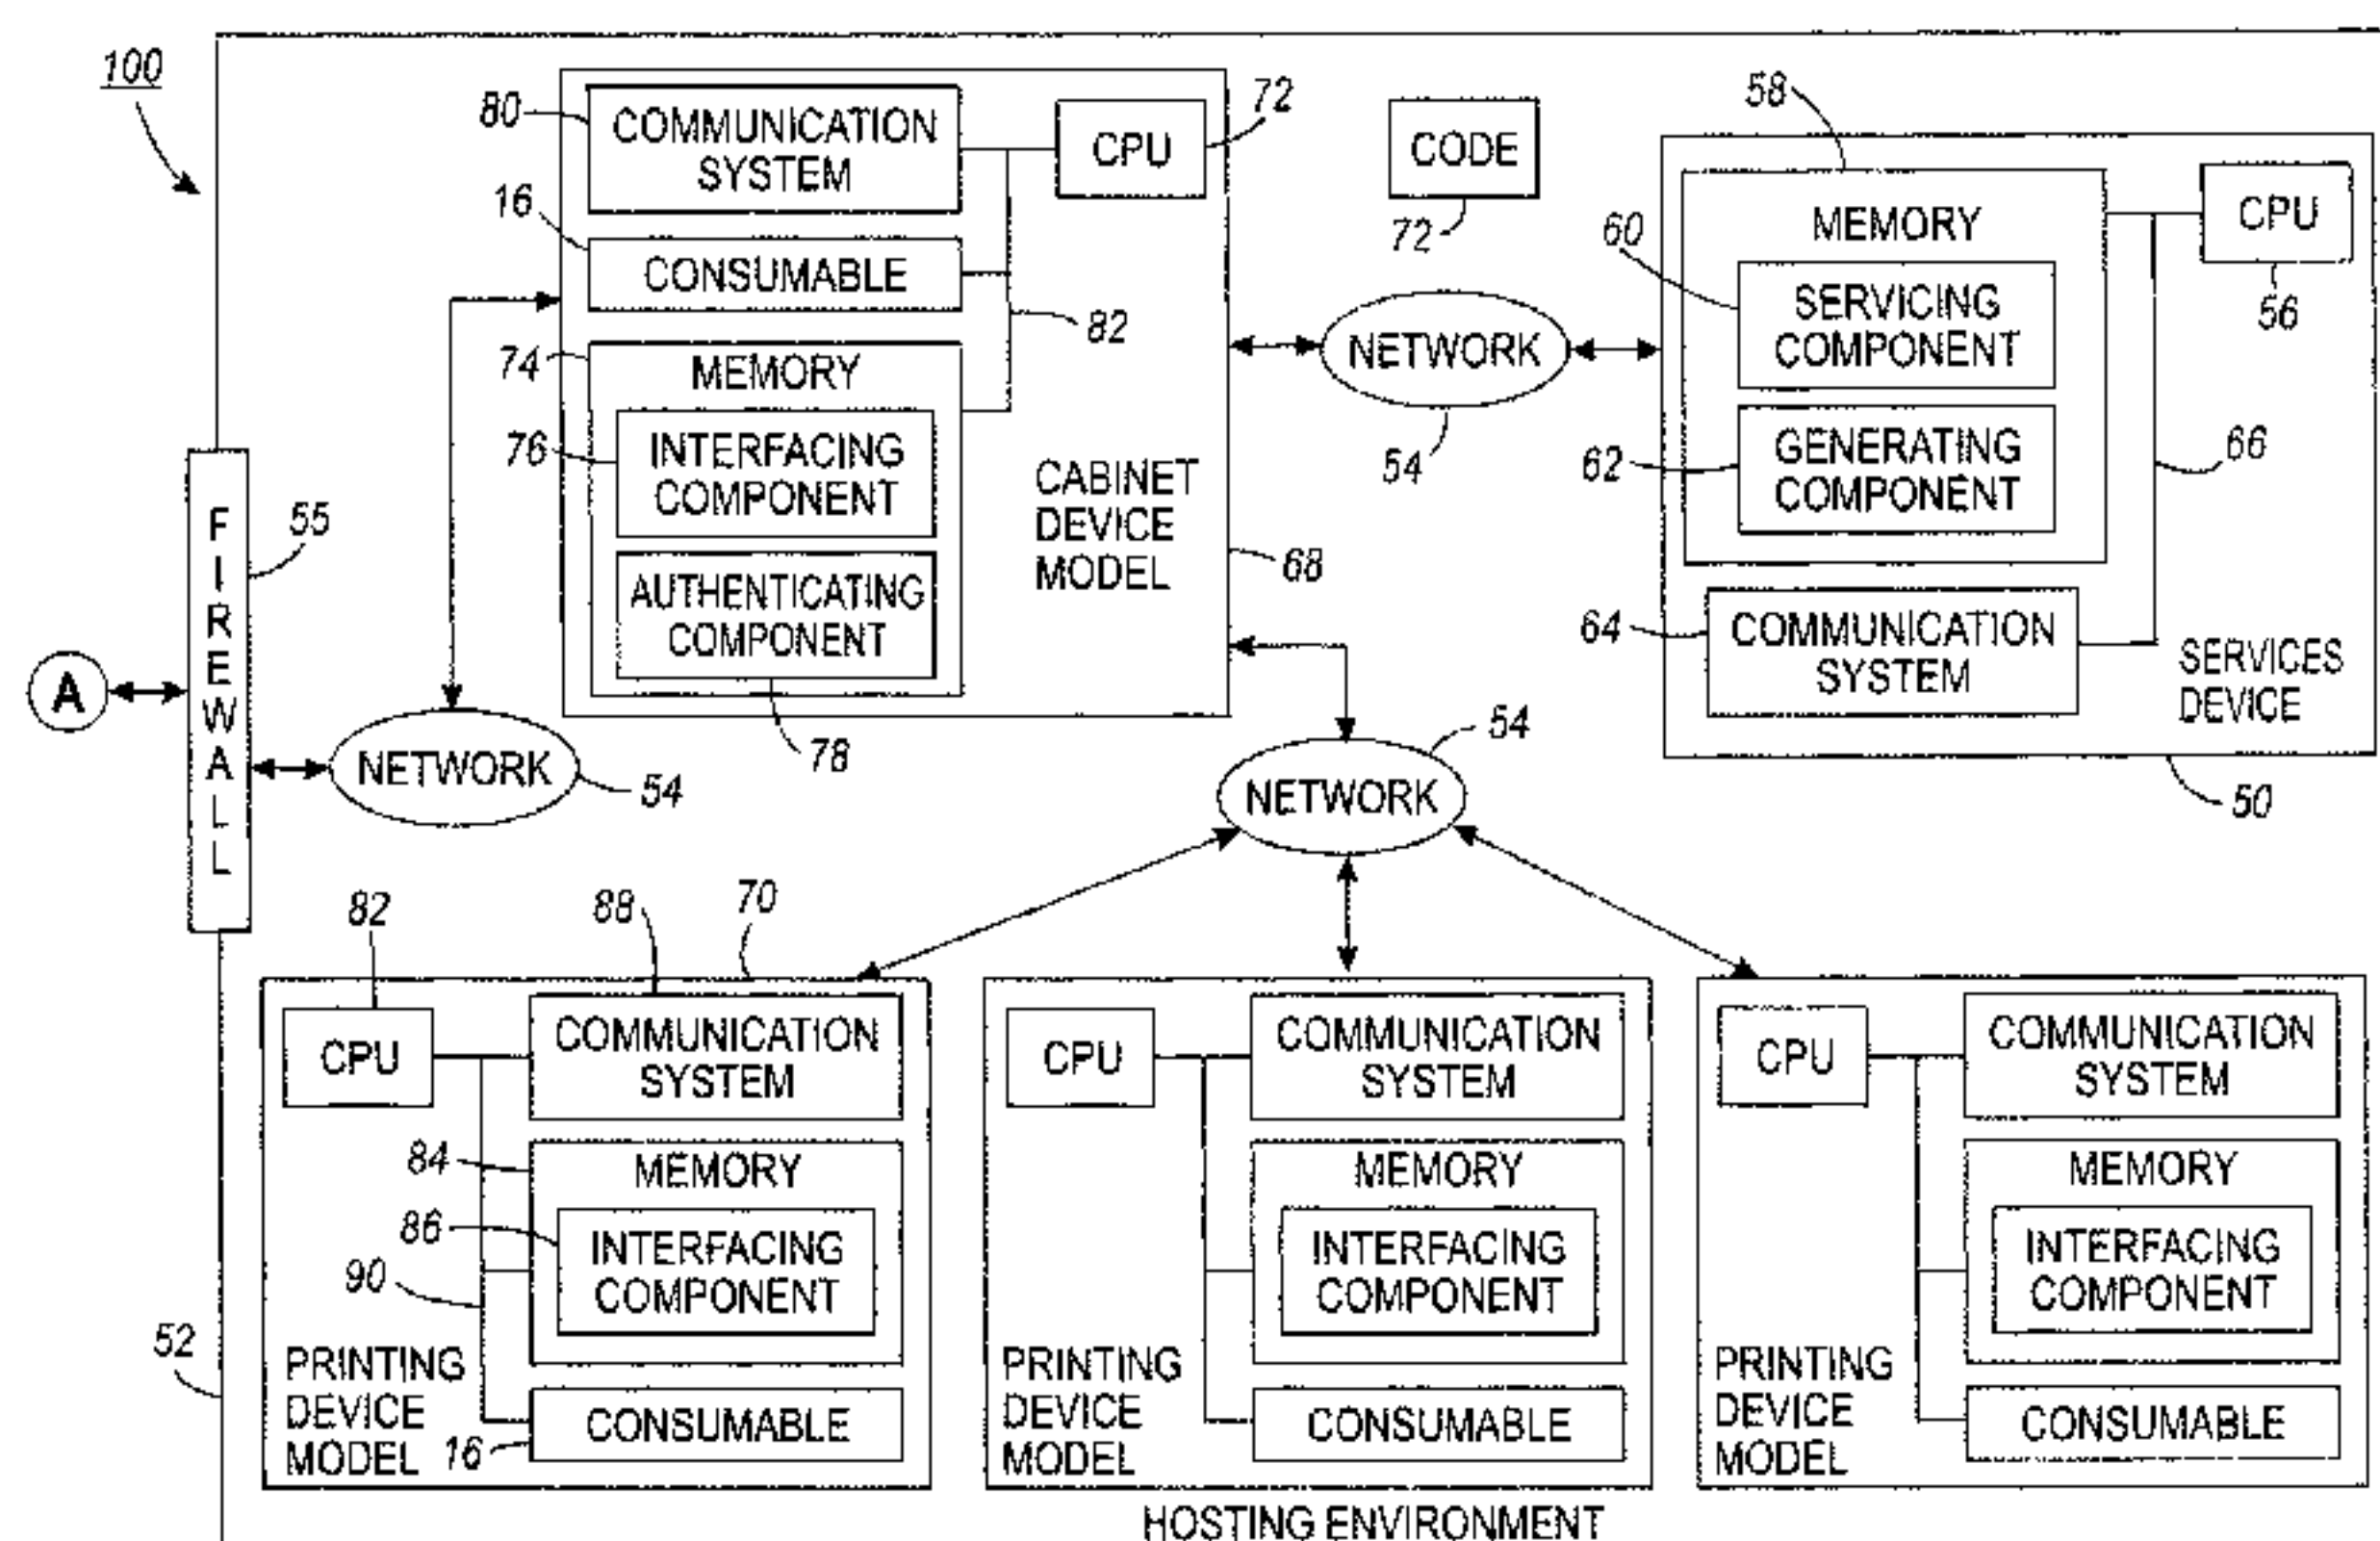 100
80
COMMUNICATION
SYSTEM
CPU
72
16
CONSUMABLE
82
74
MEMORY
76
INTERFACING
COMPONENT
AUTHENTICATING
COMPONENT
78
CABINET
DEVICE
MODEL
68
CODE
72
NETWORK
54
58
MEMORY
CPU
56
60
SERVICING
COMPONENT
62
GENERATING
COMPONENT
66
64
COMMUNICATION
SYSTEM
SERVICES
DEVICE
50
FIREWALL
55
A
NETWORK
54
NETWORK
54
82
88
70
CPU
COMMUNICATION
SYSTEM
84
MEMORY
86
INTERFACING
COMPONENT
90
52
PRINTING
DEVICE
MODEL
16
CONSUMABLE
CPU
COMMUNICATION
SYSTEM
MEMORY
INTERFACING
COMPONENT
PRINTING
DEVICE
MODEL
CONSUMABLE
CPU
COMMUNICATION
SYSTEM
MEMORY
INTERFACING
COMPONENT
PRINTING
DEVICE
MODEL
CONSUMABLE
HOSTING ENVIRONMENT